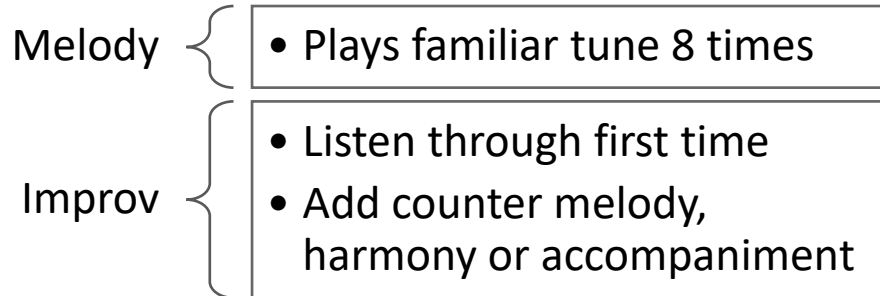 Melody
• Plays familiar tune 8 times
Improv
• Listen through first time
• Add counter melody,
harmony or accompaniment